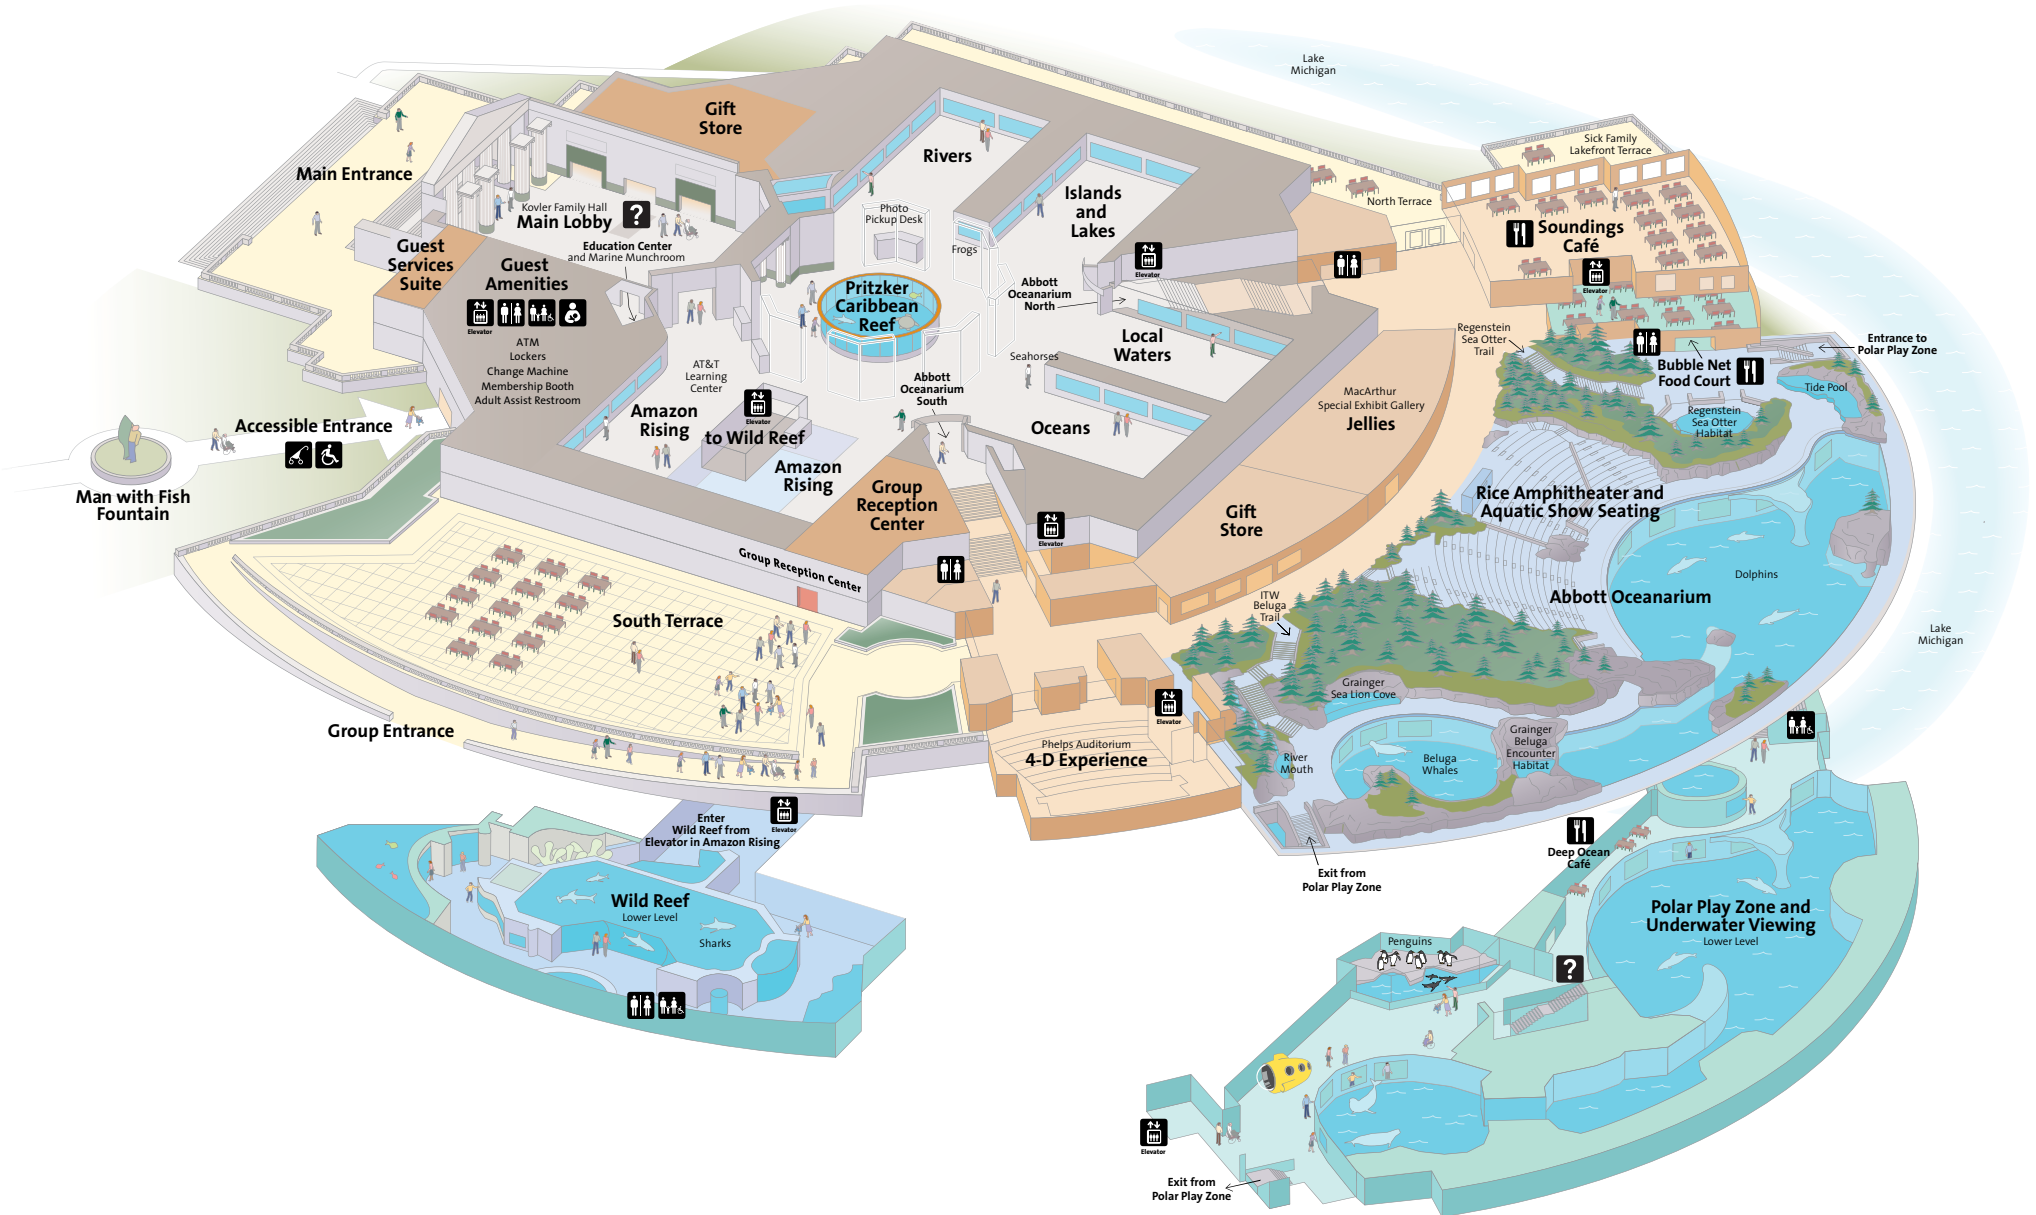 Lake
Michigan
Gift
Store
Sick Family
Lakefront Terrace
Rivers
Main Entrance
Islands
and
Lakes
North Terrace
Kovler Family Hall
Main Lobby
?
Photo
Pickup Desk
Soundings
Café
Elevator
Frogs
Guest
Services
Suite
Education Center
and Marine Munchroom
Guest
Amenities
Elevator
ATM
Lockers
Change Machine
Membership Booth
Adult Assist Restroom
Pritzker
Caribbean
Reef
Abbott
Oceanarium
North
Elevator
Local
Waters
Seahorses
Regenstein
Sea Otter
Trail
Entrance to
Polar Play Zone
Bubble Net
Food Court
Tide Pool
AT&T
Learning
Center
Abbott
Oceanarium
South
MacArthur
Special Exhibit Gallery
Jellies
Regenstein
Sea Otter
Habitat
Amazon
Rising
Elevator
to Wild Reef
Oceans
Accessible Entrance
Amazon
Rising
Man with Fish
Fountain
Group
Reception
Center
Gift
Store
Rice Amphitheater and
Aquatic Show Seating
Elevator
Group Reception Center
Dolphins
Abbott Oceanarium
ITW
Beluga
Trail
South Terrace
Lake
Michigan
Grainger
Sea Lion Cove
Elevator
Group Entrance
Phelps Auditorium
4-D Experience
River
Mouth
Beluga
Whales
Grainger
Beluga
Encounter
Habitat
Enter
Wild Reef from
Elevator in Amazon Rising
Elevator
Deep Ocean
Café
Exit from
Polar Play Zone
Wild Reef
Lower Level
Sharks
Polar Play Zone and
Underwater Viewing
Lower Level
Penguins
?
Elevator
Exit from
Polar Play Zone